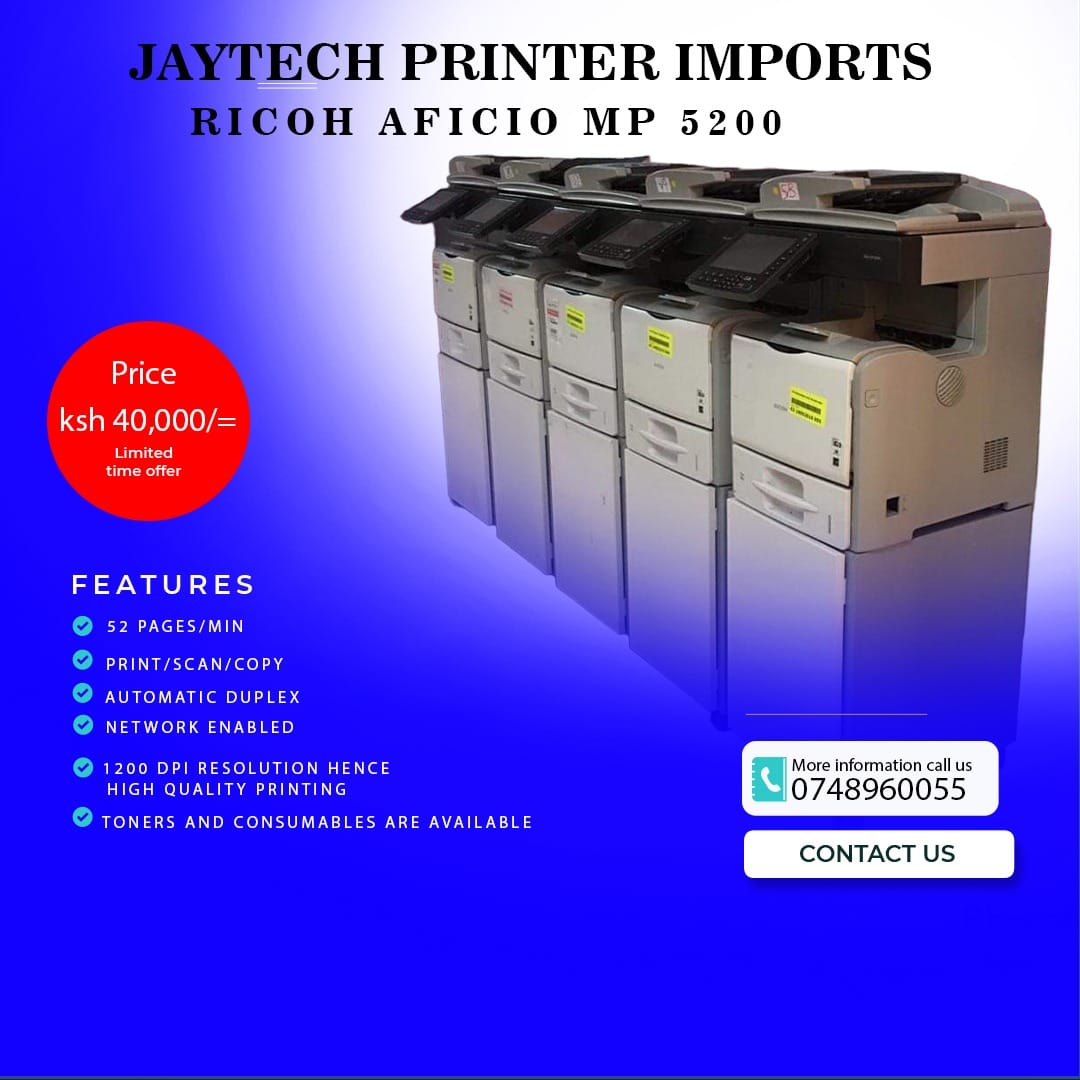 JAYTECH PRINTER IMPORTS
RICOH AFICIO MP 5200
Price
ksh 40,000/=
Limited
time offer
FEATURES
52 PAGES/MIN
PRINT/SCAN/COPY
AUTOMATIC DUPLEX
NETWORK ENABLED
1200 DPI RESOLUTION HENCE
HIGH QUALITY PRINTING
TONERS AND CONSUMABLES ARE AVAILABLE
More information call us
0748960055
CONTACT US